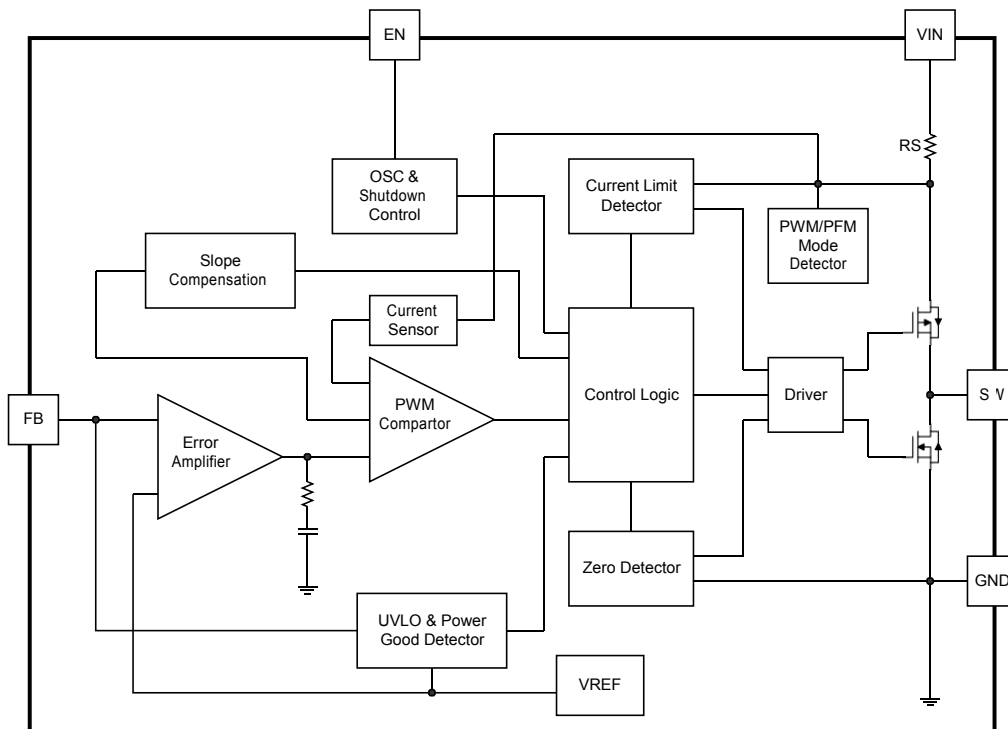 EN
VIN
RS
OSC &
Shutdown
Control
Current Limit
Detector
PWM/PFM
Mode
Detector
Slope
Compensation
Current
Sensor
FB
Error
Amplifier
PWM
Compartor
Control Logic
Driver
SW
Zero Detector
GND
UVLO & Power
Good Detector
VREF